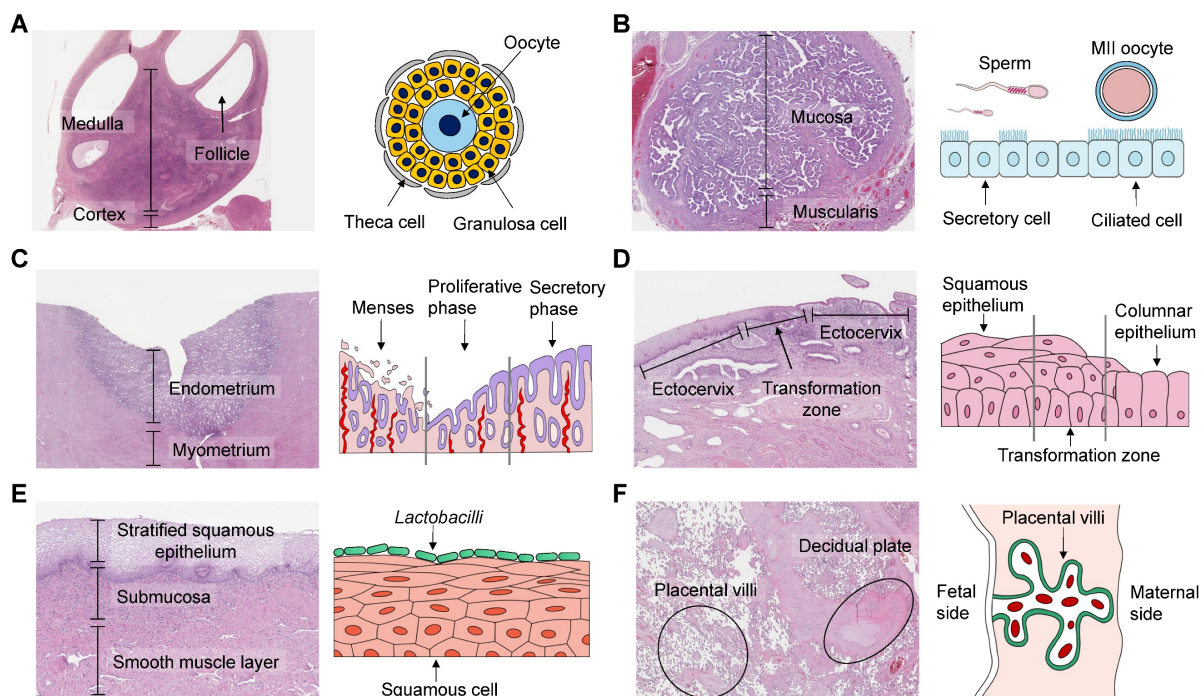 A
Medulla
Follicle
Cortex
Oocyte
Theca cell
Granulosa cell
B
Mucosa
Muscularis
Sperm
MII oocyte
Secretory cell
Ciliated cell
C
Endometrium
Myometrium
Menses
Proliferative
phase
Secretory
phase
D
Ectocervix
Ectocervix
Transformation
zone
Squamous
epithelium
Columnar
epithelium
Transformation zone
E
Stratified squamous
epithelium
Submucosa
Smooth muscle layer
Lactobacilli
Squamous cell
F
Decidual plate
Placental villi
Placental villi
Fetal
side
Maternal
side